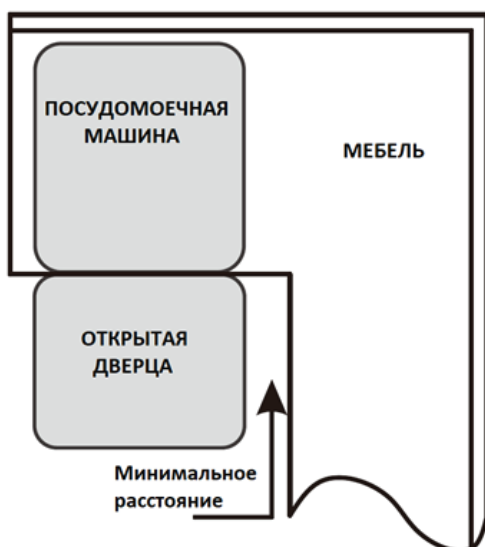 ПОСУДОМОЕЧНАЯ
МАШИНА
МЕБЕЛЬ
ОТКРЫТАЯ
ДВЕРЦА
Минимальное
расстояние